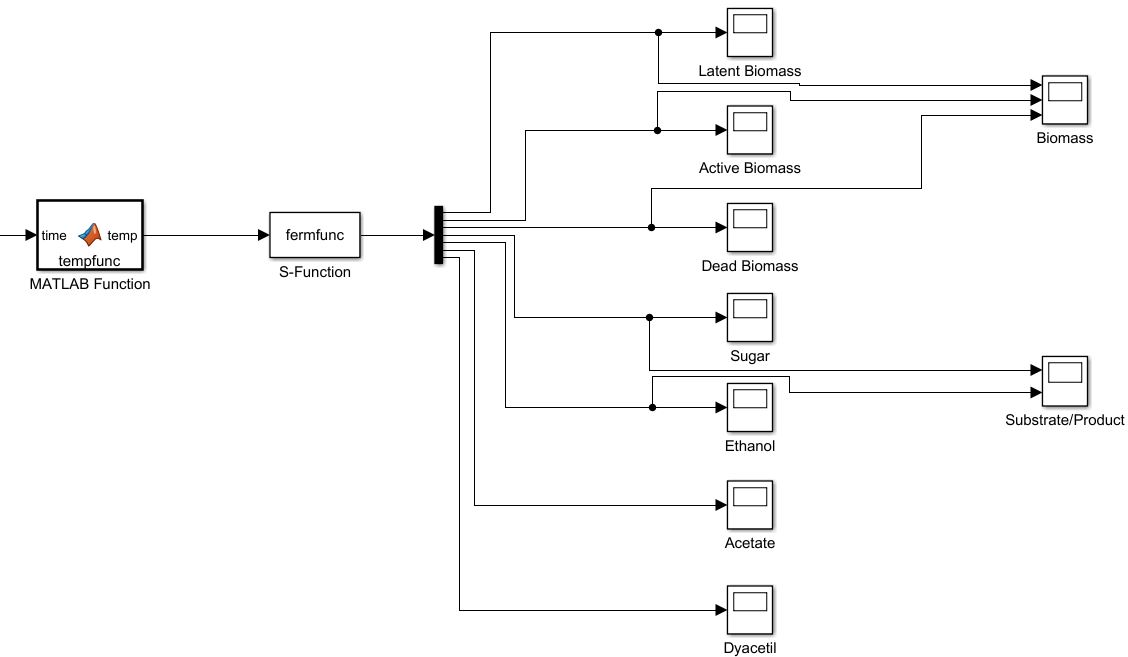 Latent Biomass
Biomass
Active Biomass
time temp
tempfunc
MATLAB Function
fermfunc
S-Function
Dead Biomass
Sugar
Substrate/Product
Ethanol
Acetate
Dyacetil